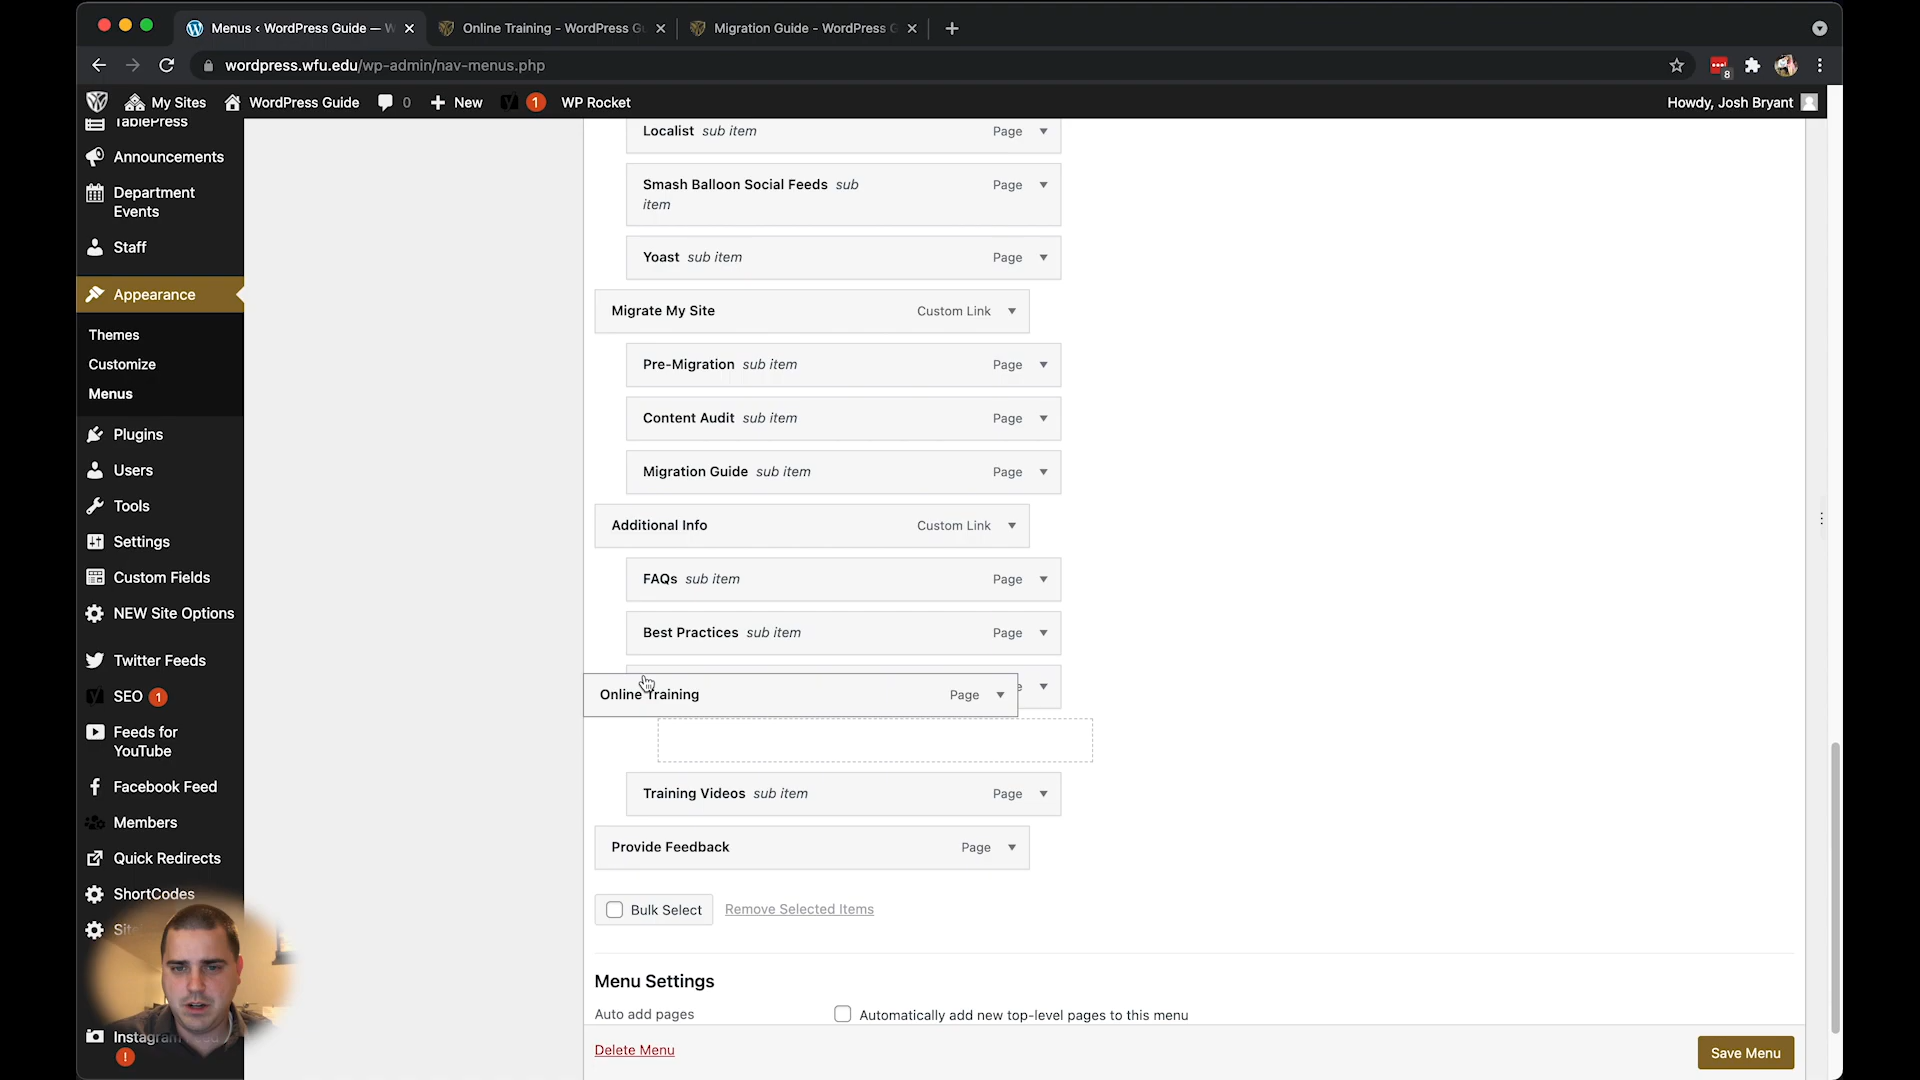 Menus ‹ WordPress Guide — W
Online Training - WordPress G
Migration Guide - WordPress G
wordpress.wfu.edu/wp-admin/nav-menus.php
8
My Sites
WordPress Guide
0
New
1
WP Rocket
Howdy, Josh Bryant
TablePress
Announcements
Department
Events
Staff
Appearance
Themes
Customize
Menus
Plugins
Users
Tools
Settings
Custom Fields
NEW Site Options
Twitter Feeds
SEO 1
Feeds for
YouTube
Facebook Feed
Members
Quick Redirects
ShortCodes
Instagram
!
Localist sub item Page
Smash Balloon Social Feeds sub
item Page
Yoast sub item Page
Migrate My Site Custom Link
Pre-Migration sub item Page
Content Audit sub item Page
Migration Guide sub item Page
Additional Info Custom Link
FAQs sub item Page
Best Practices sub item Page
Online Training Page
Training Videos sub item Page
Provide Feedback Page
Bulk Select
Remove Selected Items
Menu Settings
Auto add pages
Automatically add new top-level pages to this menu
Delete Menu
Save Menu